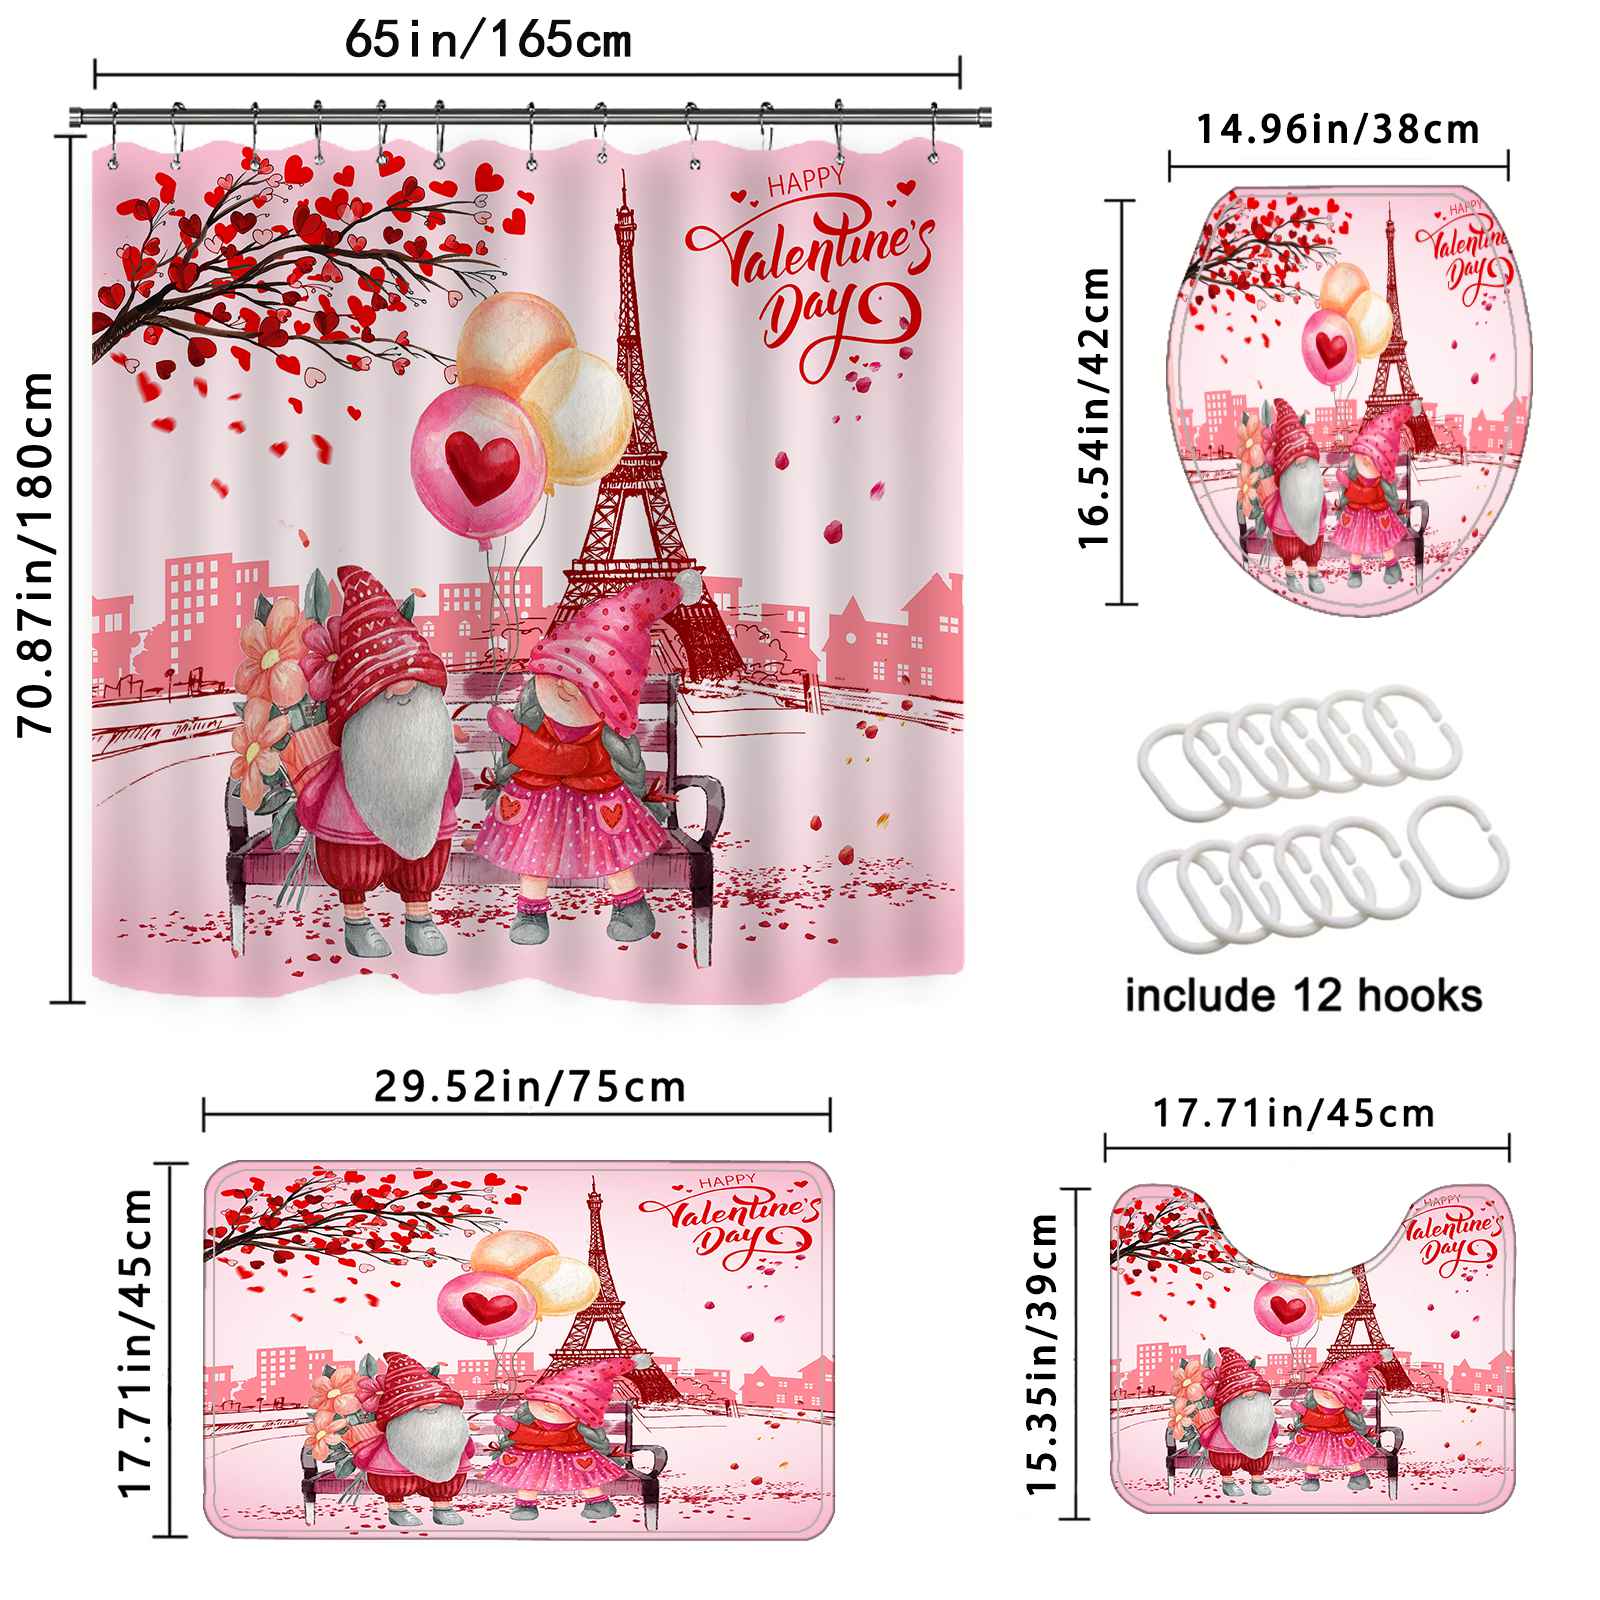 65in/165cm
70.87in/180cm
HAPPY
Valentine's
Day
14.96in/38cm
16.54in/42cm
HAPPY
Valentine
Day
include 12 hooks
29.52in/75cm
17.71in/45cm
HAPPY
Valentine's
Day
17.71in/45cm
15.35in/39cm
HAPPY
Valentine's
Day